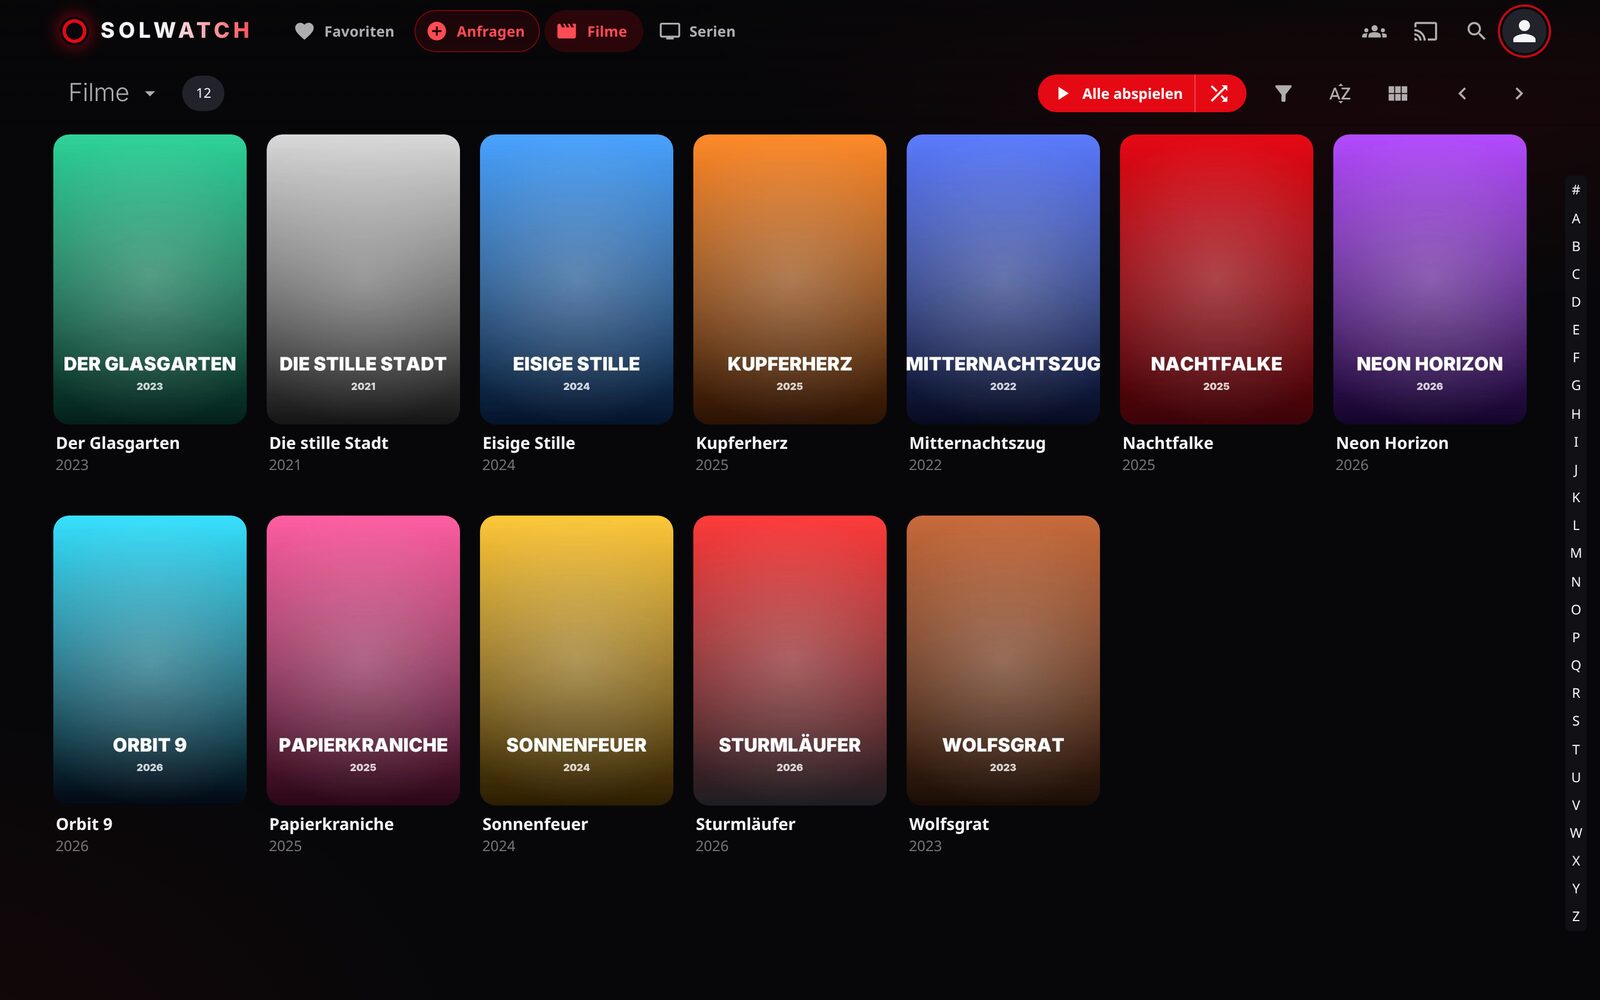 SOLWATCH
Favoriten
Anfragen
Filme
Serien
Filme
12
Alle abspielen
AZ
DER GLASGARTEN
2023
DIE STILLE STADT
2021
EISIGE STILLE
2024
KUPFERHERZ
2025
MITTERNACHTSZUG
2022
NACHTFALKE
2025
NEON HORIZON
2026
Der Glasgarten
2023
Die stille Stadt
2021
Eisige Stille
2024
Kupferherz
2025
Mitternachtszug
2022
Nachtfalke
2025
Neon Horizon
2026
ORBIT 9
2026
PAPIERKRANICHE
2025
SONNENFEUER
2024
STURMLÄUFER
2026
WOLFSGRAT
2023
Orbit 9
2026
Papierkraniche
2025
Sonnenfeuer
2024
Sturmläufer
2026
Wolfsgrat
2023
#
A
B
C
D
E
F
G
H
I
J
K
L
M
N
O
P
Q
R
S
T
U
V
W
X
Y
Z